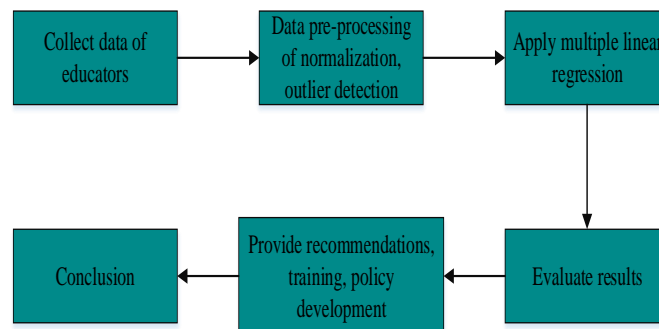 Collect data of
educators
Data pre-processing
of normalization,
outlier detection
Apply multiple linear
regression
Evaluate results
Provide recommendations,
training, policy
development
Conclusion